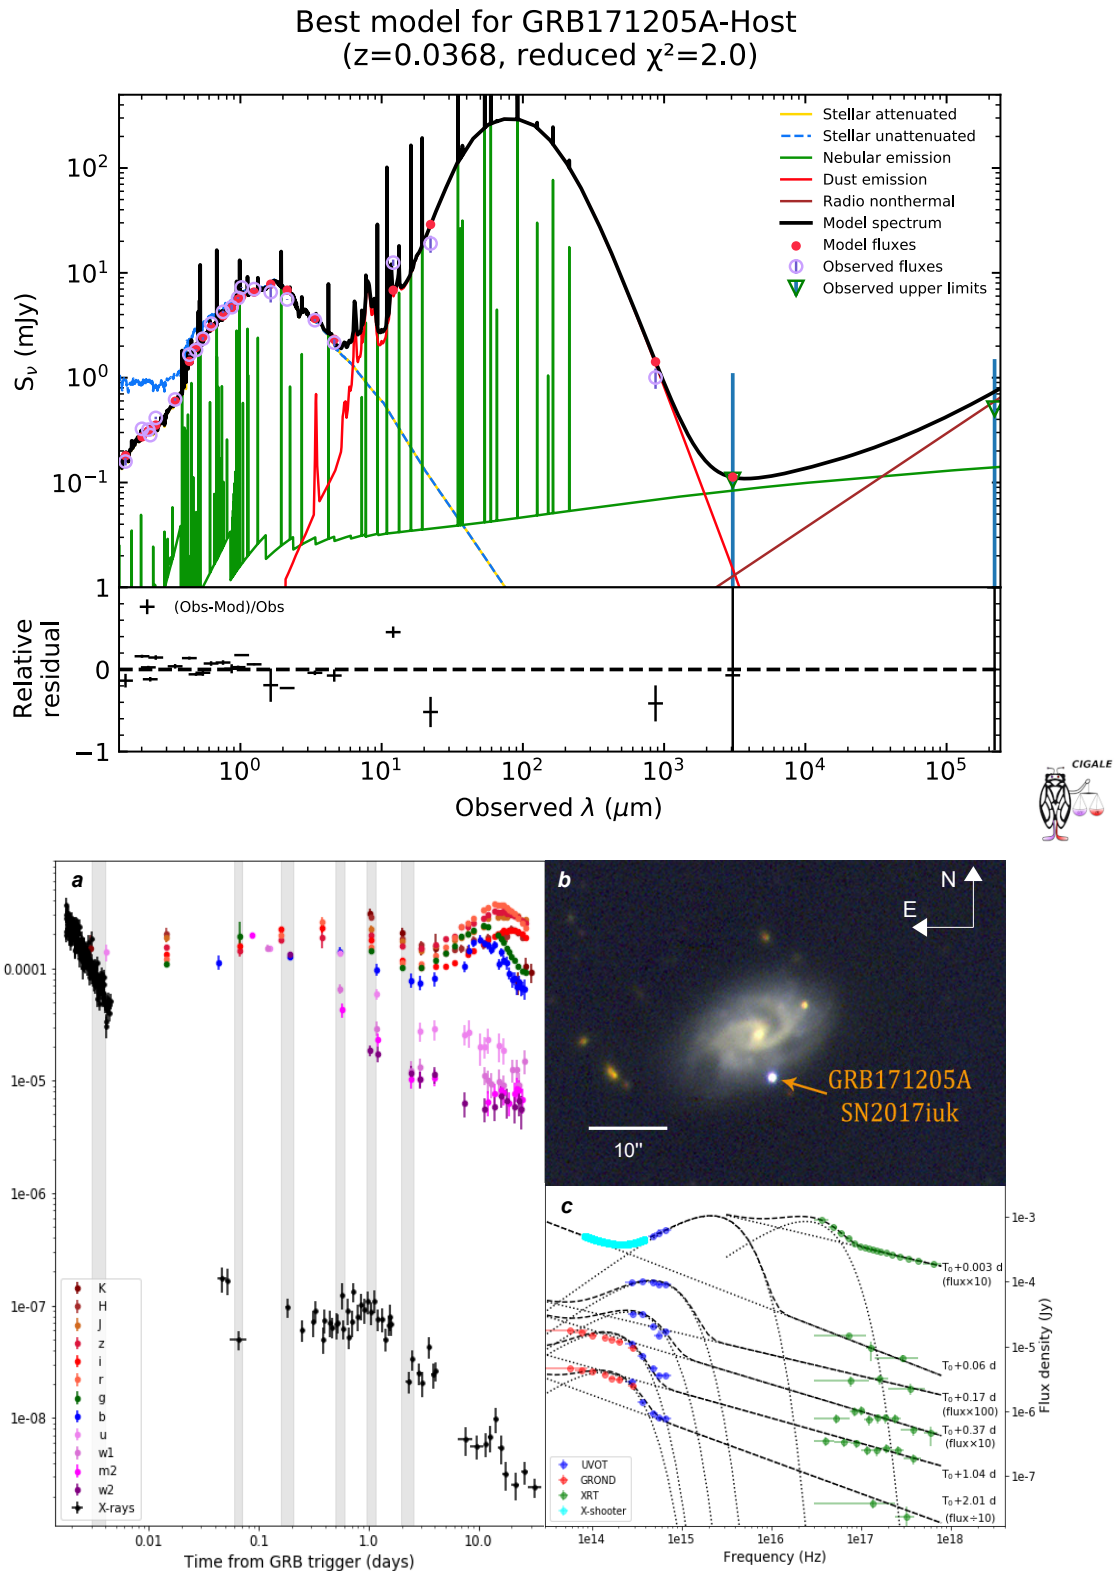 Best model for GRB171205A-Host
(z=0.0368, reduced χ²=2.0)
Stellar attenuated
Stellar unattenuated
Nebular emission
Dust emission
Radio nonthermal
Model spectrum
Model fluxes
Observed fluxes
Observed upper limits
10²
10¹
10⁰
10⁻¹
S_ν (mJy)
1
0
−1
(Obs-Mod)/Obs
Relative
residual
10⁰ 10¹ 10² 10³ 10⁴ 10⁵
Observed λ (μm)
CIGALE
a
0.0001
1e-05
1e-06
1e-07
1e-08
K
H
J
z
i
r
g
b
u
w1
m2
w2
X-rays
0.01 0.1 1.0 10.0
Time from GRB trigger (days)
b
N
E
GRB171205A
SN2017iuk
10"
c
1e-3
1e-4
1e-5
1e-6
1e-7
Flux density (Jy)
T₀+0.003 d
(flux×10)
T₀+0.06 d
T₀+0.17 d
(flux×100)
T₀+0.37 d
(flux×10)
T₀+1.04 d
T₀+2.01 d
(flux÷10)
UVOT
GROND
XRT
X-shooter
1e14 1e15 1e16 1e17 1e18
Frequency (Hz)